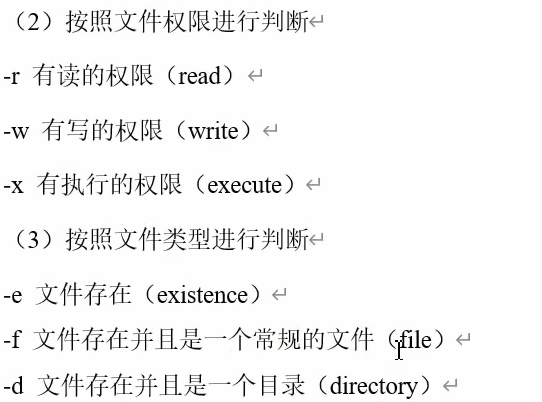 （2）按照文件权限进行判断
-r 有读的权限（read）
-w 有写的权限（write）
-x 有执行的权限（execute）
（3）按照文件类型进行判断
-e 文件存在（existence）
-f 文件存在并且是一个常规的文件（file）
-d 文件存在并且是一个目录（directory）